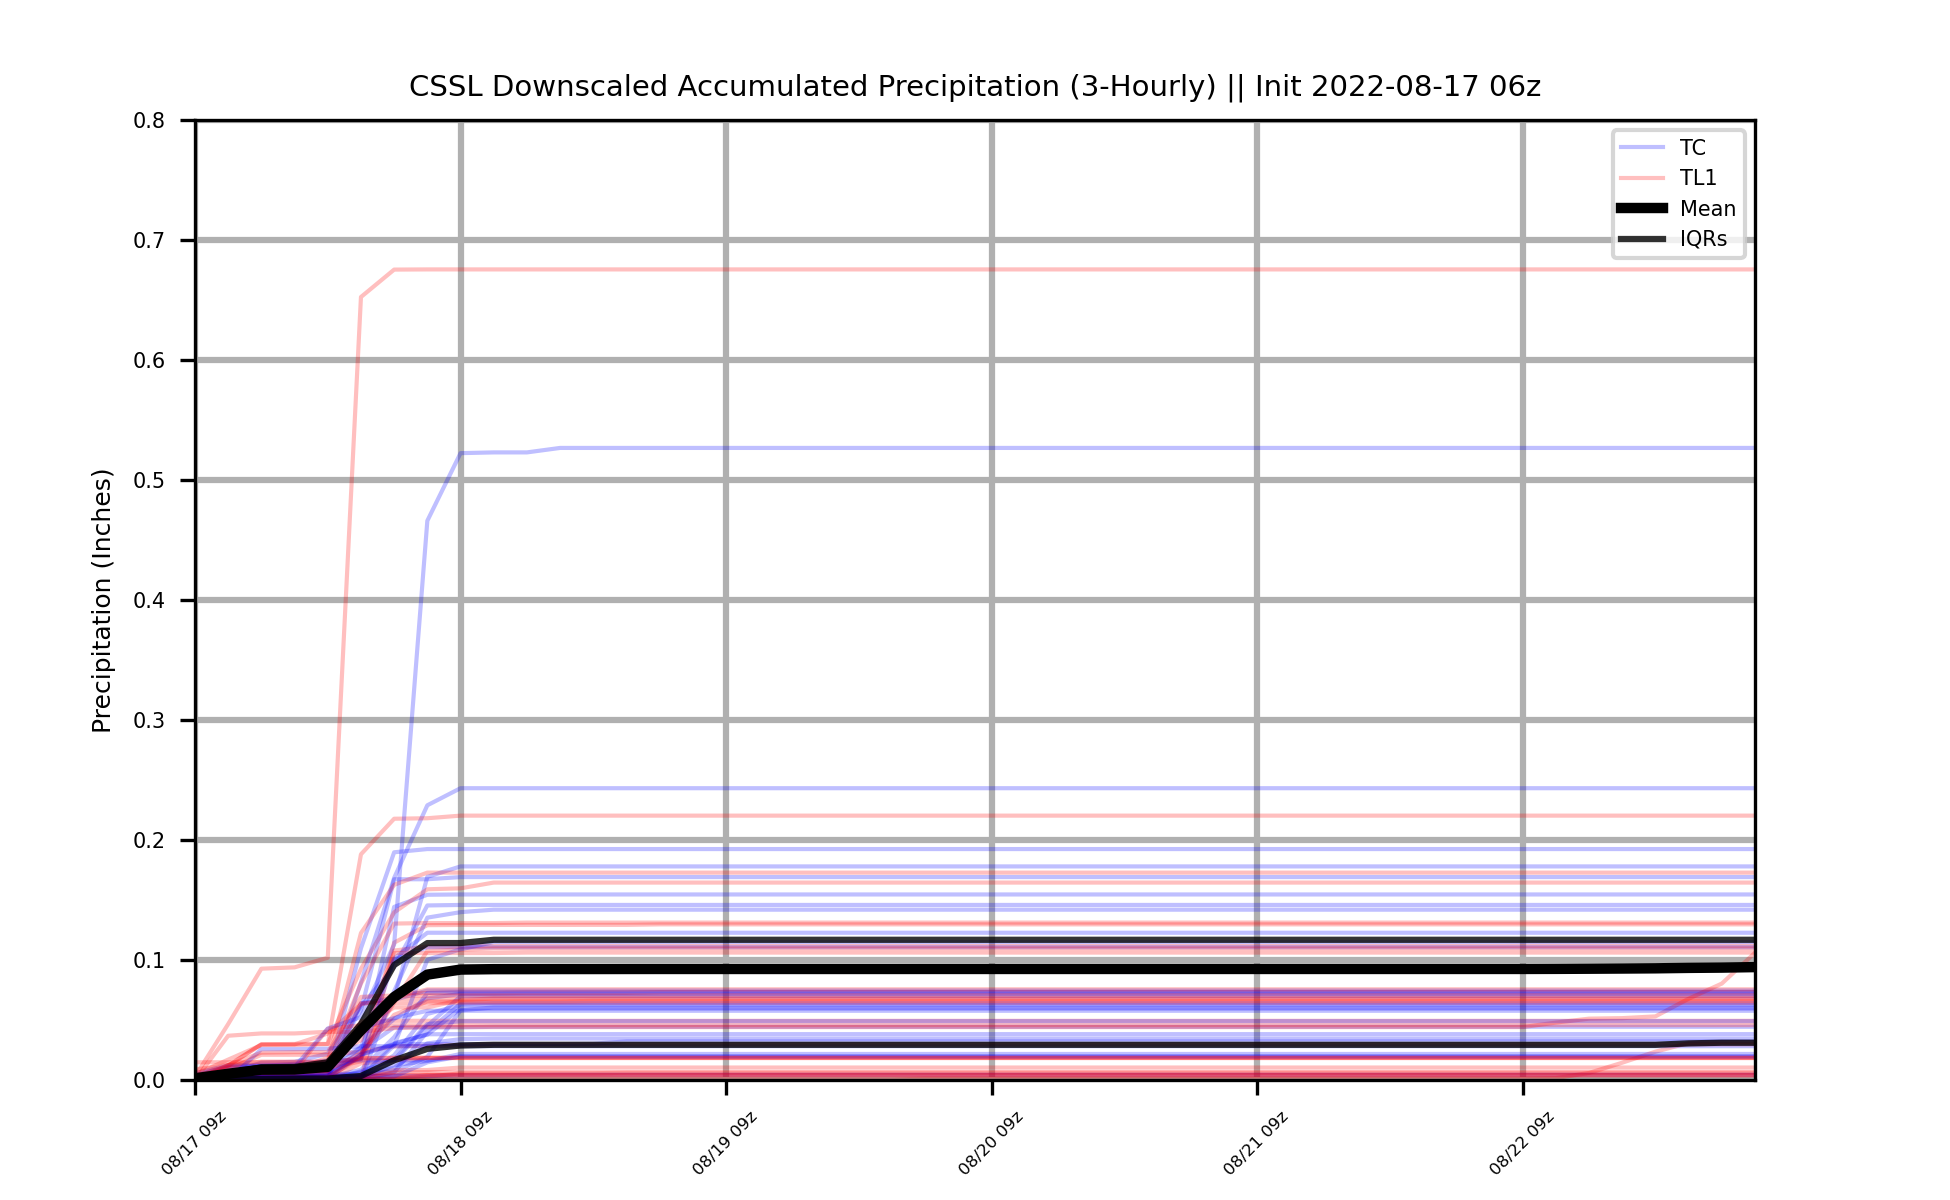 CSSL Downscaled Accumulated Precipitation (3-Hourly) || Init 2022-08-17 06z
TC
TL1
Mean
IQRs
Precipitation (Inches)
0.8
0.7
0.6
0.5
0.4
0.3
0.2
0.1
0.0
08/17 09z
08/18 09z
08/19 09z
08/20 09z
08/21 09z
08/22 09z